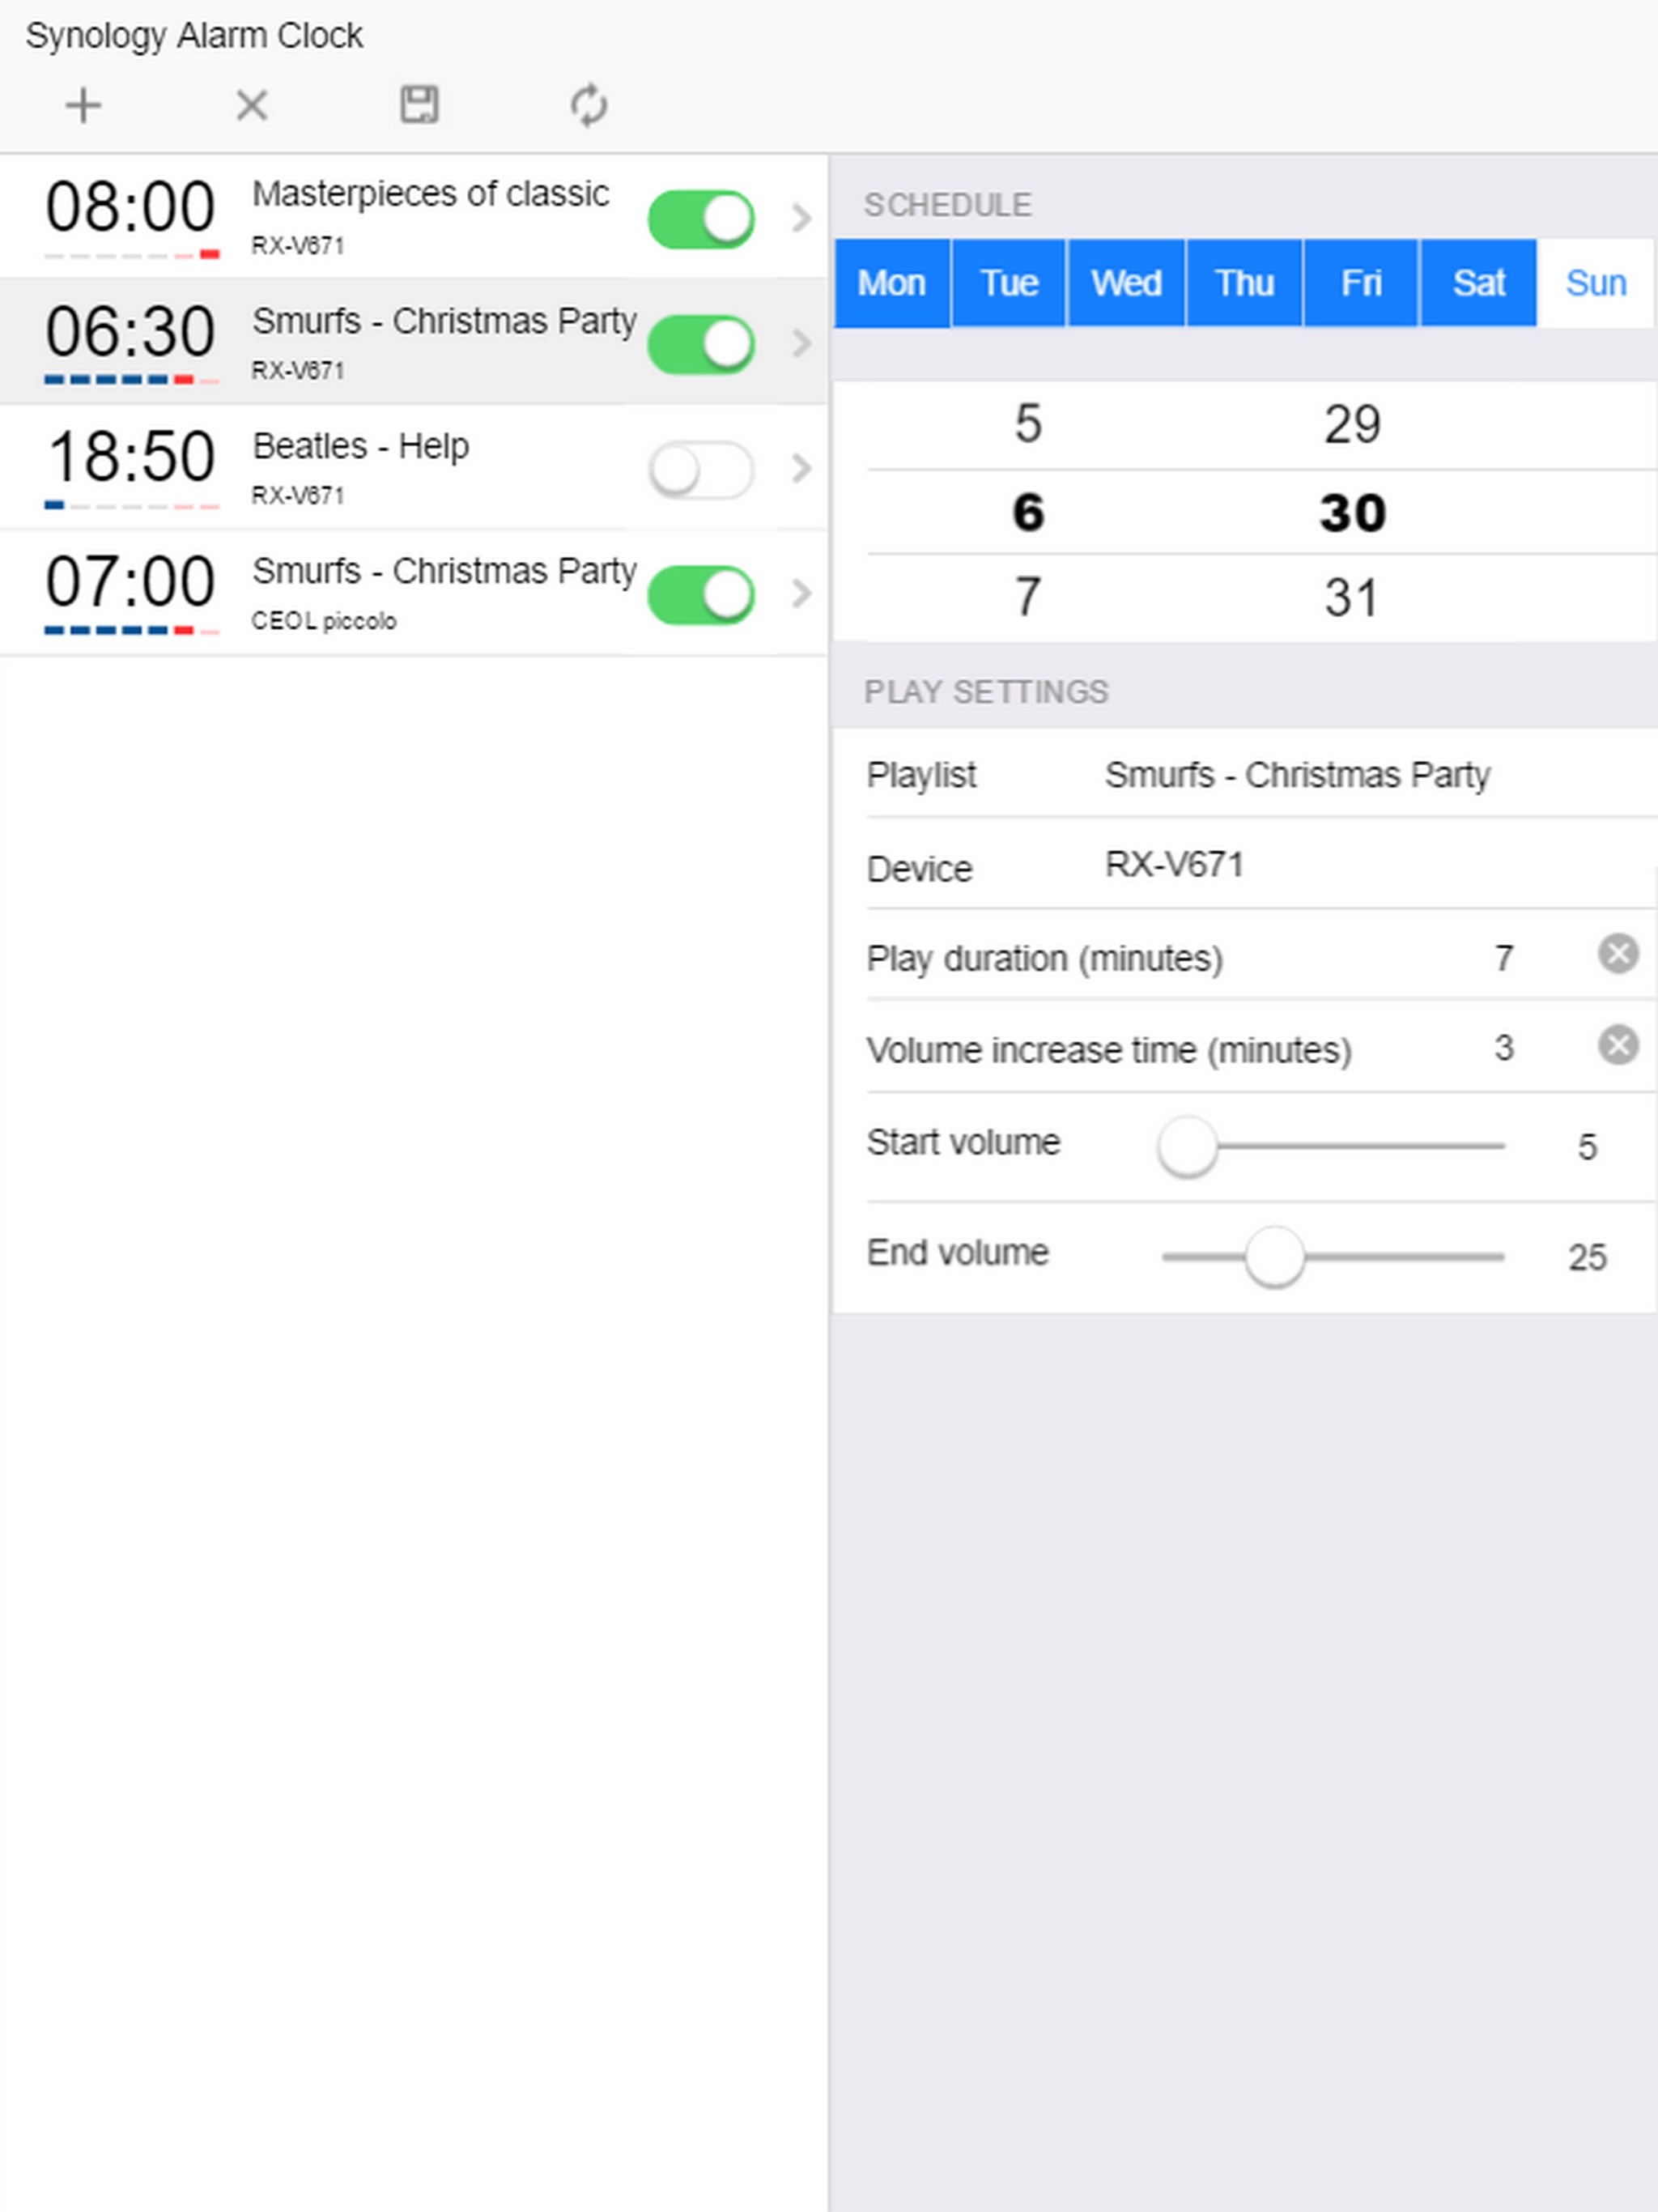 Synology Alarm Clock
08:00
Masterpieces of classic
RX-V671
06:30
Smurfs - Christmas Party
RX-V671
18:50
Beatles - Help
RX-V671
07:00
Smurfs - Christmas Party
CEOL piccolo
SCHEDULE
Mon Tue Wed Thu Fri Sat Sun
5 29
6 30
7 31
PLAY SETTINGS
Playlist Smurfs - Christmas Party
Device RX-V671
Play duration (minutes) 7
Volume increase time (minutes) 3
Start volume 5
End volume 25